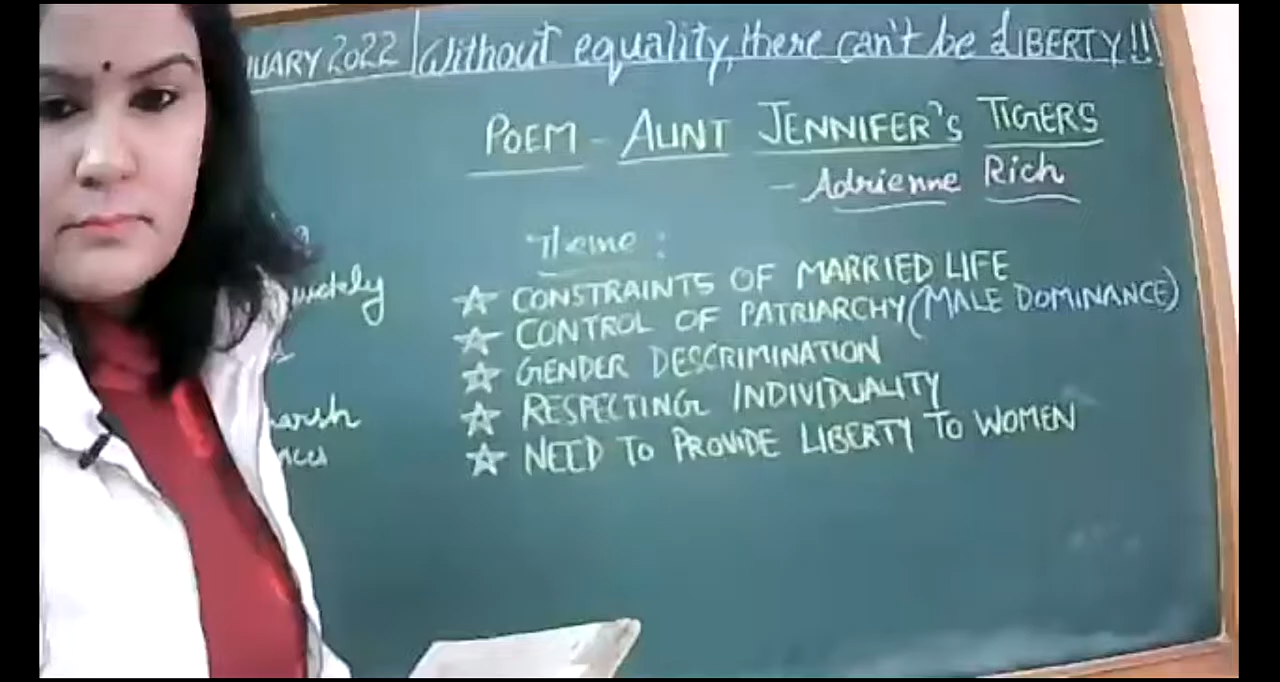 2022 Without equality, there can't be LIBERTY!!
POEM - AUNT JENNIFER'S TIGERS
- Adrienne Rich
Theme :
☆ CONSTRAINTS OF MARRIED LIFE
☆ CONTROL OF PATRIARCHY (MALE DOMINANCE)
☆ GENDER DESCRIMINATION
☆ RESPECTING INDIVIDUALITY
☆ NEED TO PROVIDE LIBERTY TO WOMEN